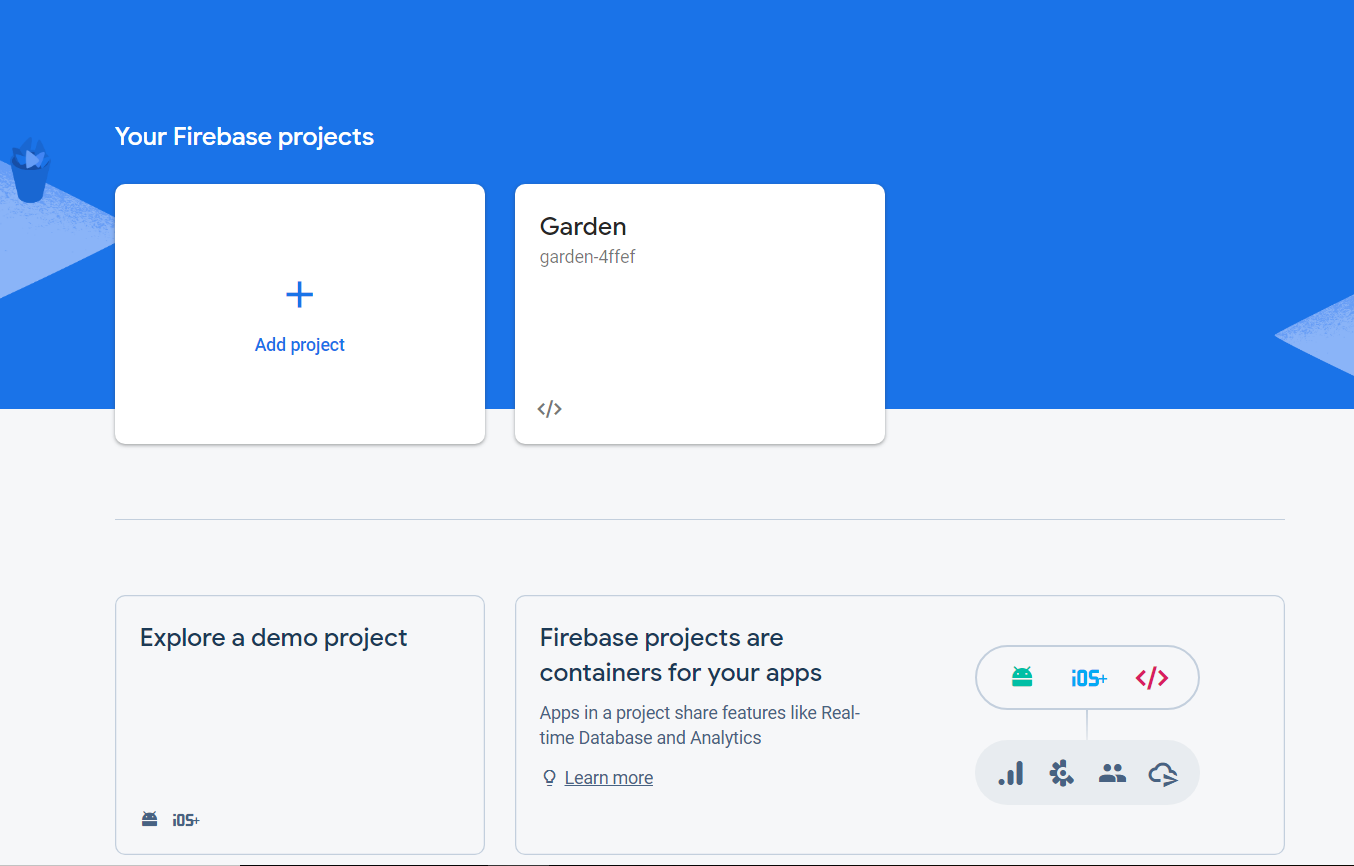 Your Firebase projects
Add project
Garden
garden-4ffef
</>
Explore a demo project
iOS+
Firebase projects are
containers for your apps
Apps in a project share features like Real-
time Database and Analytics
Learn more
iOS+ </>